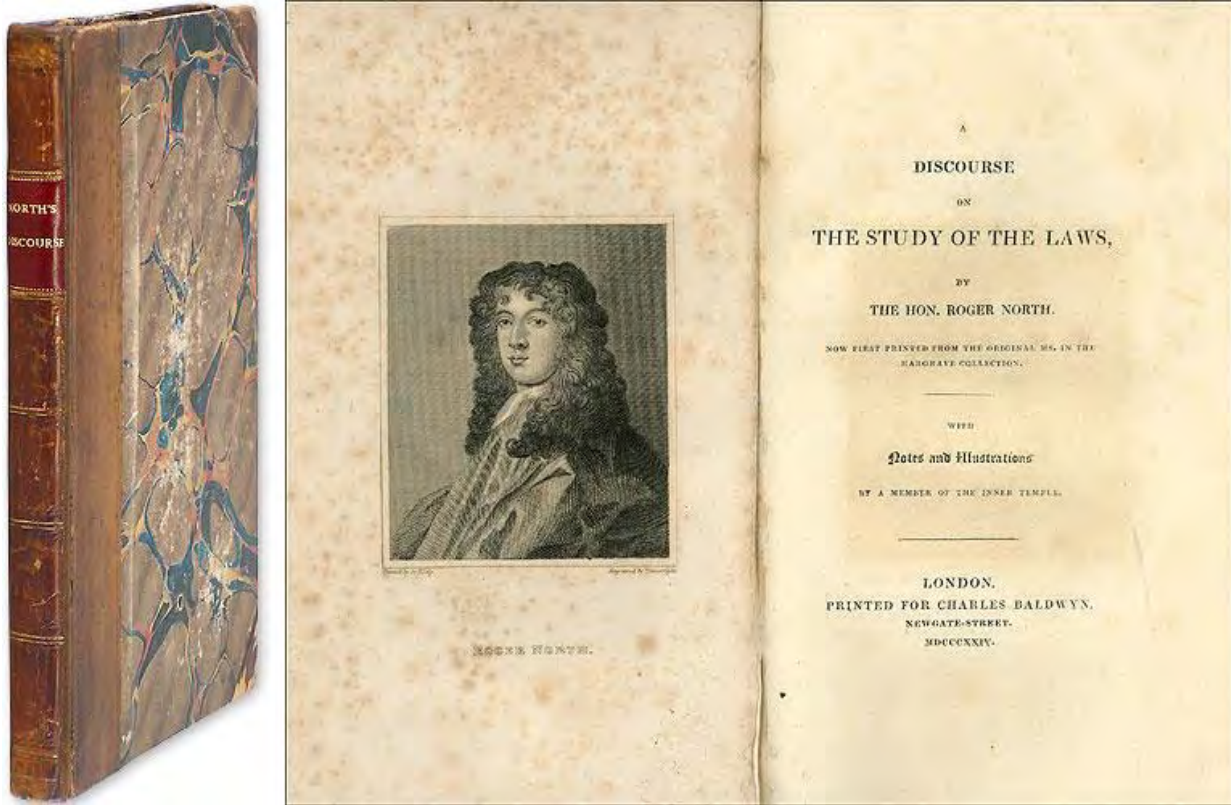 NORTH'S
DISCOURSE
ROGER NORTH.
A
DISCOURSE
ON
THE STUDY OF THE LAWS,
BY
THE HON. ROGER NORTH.
NOW FIRST PRINTED FROM THE ORIGINAL MS. IN THE
HARGRAVE COLLECTION.
WITH
Notes and Illustrations
BY A MEMBER OF THE INNER TEMPLE.
LONDON,
PRINTED FOR CHARLES BALDWYN,
NEWGATE-STREET.
MDCCCXXIV.